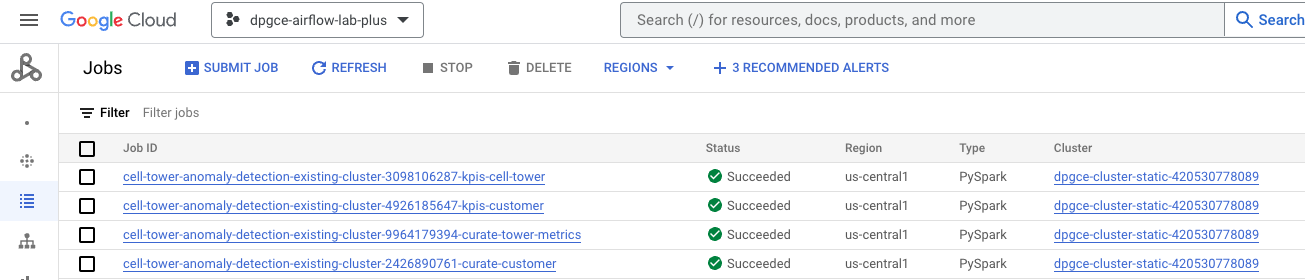 Google Cloud dpgce-airflow-lab-plus Search (/) for resources, docs, products, and more Search
Jobs SUBMIT JOB REFRESH STOP DELETE REGIONS 3 RECOMMENDED ALERTS
Filter Filter jobs
Job ID Status Region Type Cluster
cell-tower-anomaly-detection-existing-cluster-3098106287-kpis-cell-tower Succeeded us-central1 PySpark dpgce-cluster-static-420530778089
cell-tower-anomaly-detection-existing-cluster-4926185647-kpis-customer Succeeded us-central1 PySpark dpgce-cluster-static-420530778089
cell-tower-anomaly-detection-existing-cluster-9964179394-curate-tower-metrics Succeeded us-central1 PySpark dpgce-cluster-static-420530778089
cell-tower-anomaly-detection-existing-cluster-2426890761-curate-customer Succeeded us-central1 PySpark dpgce-cluster-static-420530778089